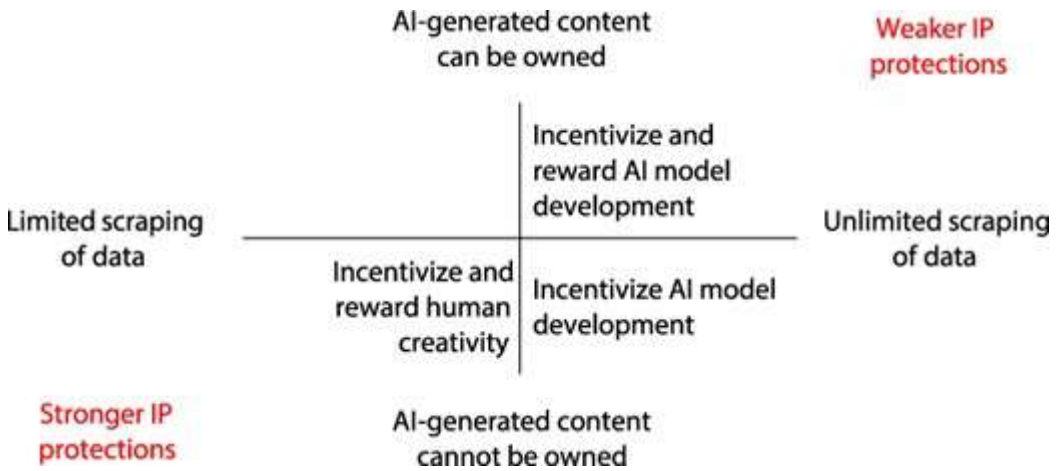 AI-generated content
can be owned
Weaker IP
protections
Incentivize and
reward AI model
development
Limited scraping
of data
Unlimited scraping
of data
Incentivize and
reward human
creativity
Incentivize AI model
development
Stronger IP
protections
AI-generated content
cannot be owned